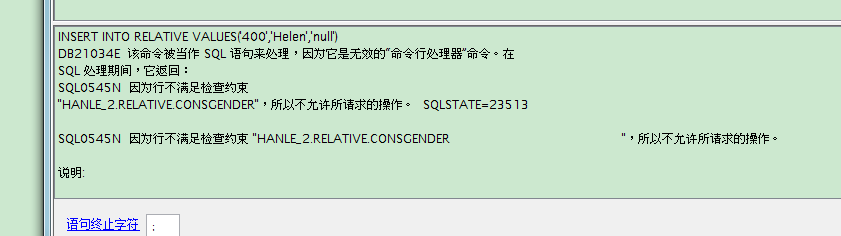 INSERT INTO RELATIVE VALUES('400','Helen','null')
DB21034E 该命令被当作 SQL 语句来处理，因为它是无效的“命令行处理器”命令。在
SQL 处理期间，它返回：
SQL0545N 因为行不满足检查约束
"HANLE_2.RELATIVE.CONSGENDER"，所以不允许所请求的操作。 SQLSTATE=23513
SQL0545N 因为行不满足检查约束 "HANLE_2.RELATIVE.CONSGENDER "，所以不允许所请求的操作。
说明:
语句终止字符 ;